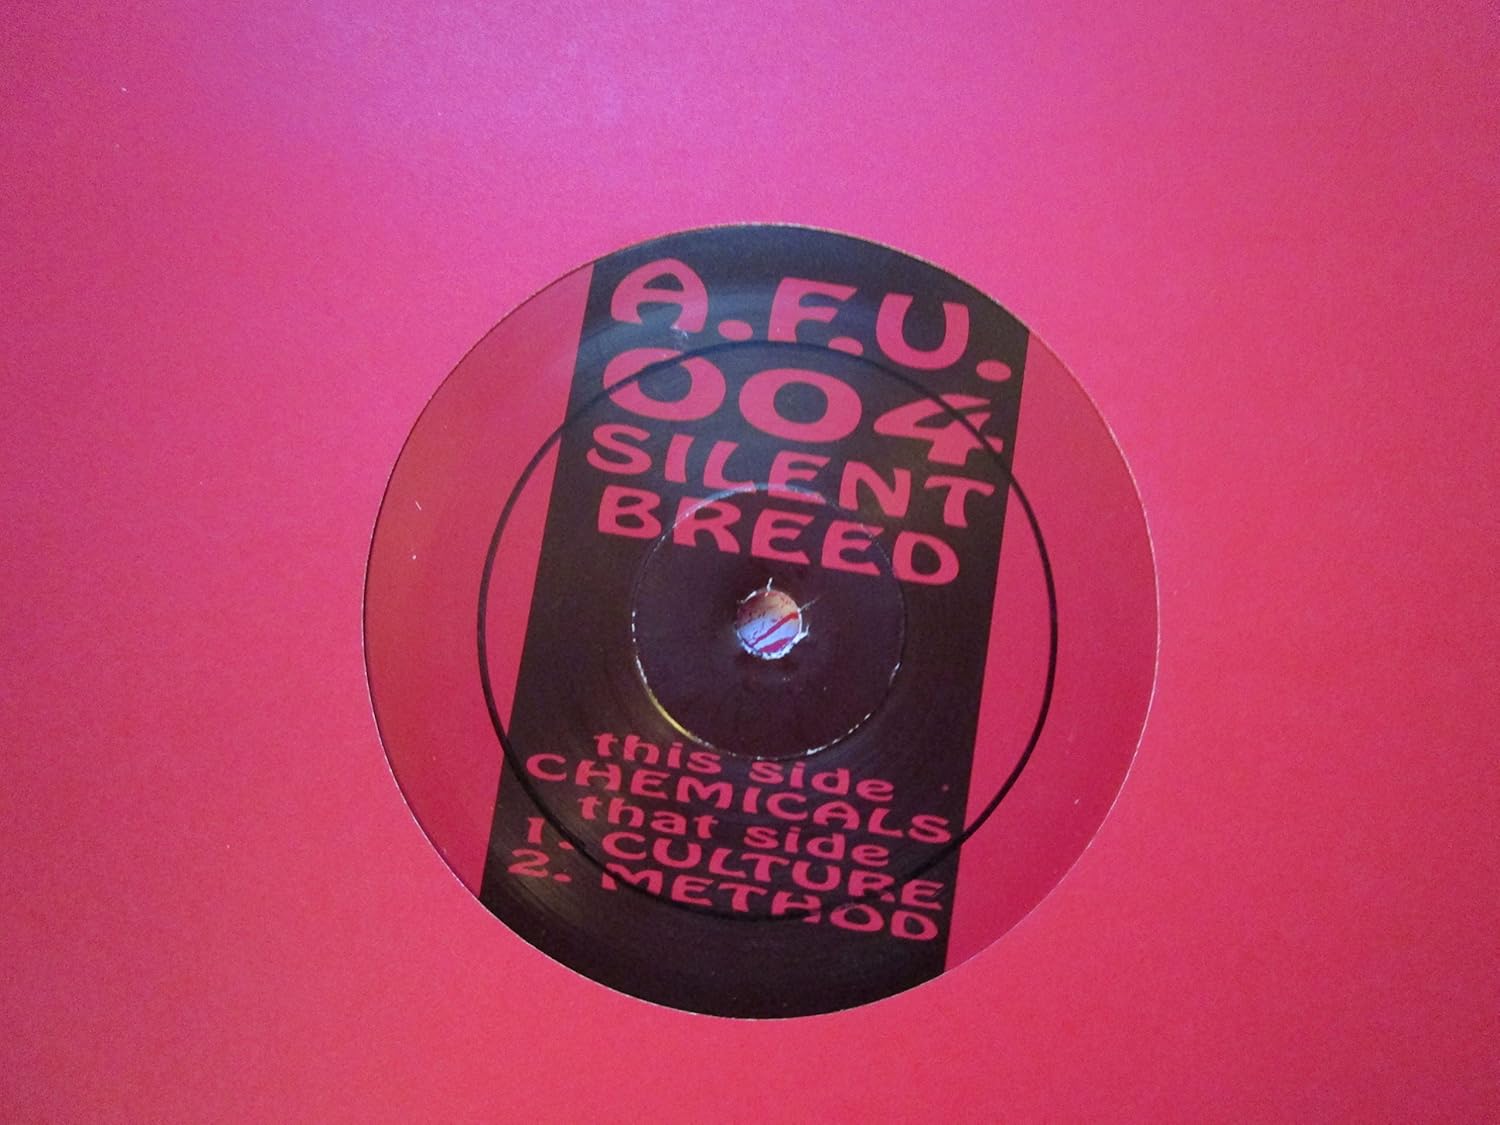 A.F.U.
004
SILENT
BREED
this side
CHEMICALS
that side
1. CULTURE
2. METHOD